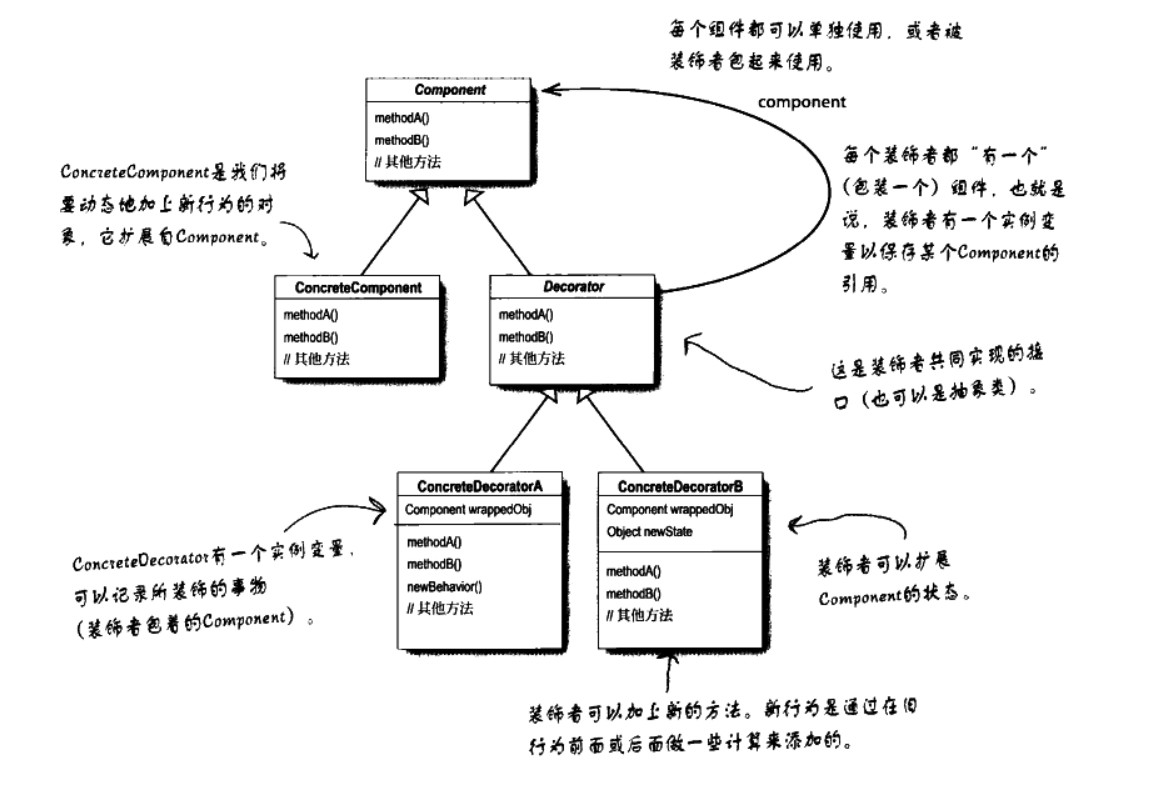 每个组件都可以单独使用，或者被
装饰者包起来使用。
Component
methodA()
methodB()
// 其他方法
component
ConcreteComponent是我们将
要动态地加上新行为的对
象，它扩展自Component。
每个装饰者都“有一个”
（包装一个）组件，也就是
说，装饰者有一个实例变
量以保存某个Component的
引用。
ConcreteComponent
methodA()
methodB()
// 其他方法
Decorator
methodA()
methodB()
// 其他方法
这是装饰者共同实现的接
口（也可以是抽象类）。
ConcreteDecoratorA
Component wrappedObj
methodA()
methodB()
newBehavior()
// 其他方法
ConcreteDecoratorB
Component wrappedObj
Object newState
methodA()
methodB()
// 其他方法
ConcreteDecorator有一个实例变量，
可以记录所装饰的事物
（装饰者包着的Component）。
装饰者可以扩展
Component的状态。
装饰者可以加上新的方法。新行为是通过在旧
行为前面或后面做一些计算来添加的。